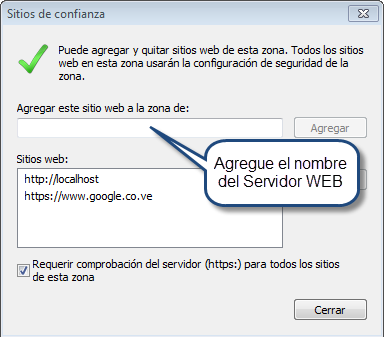 Sitios de confianza
Puede agregar y quitar sitios web de esta zona. Todos los sitios
web en esta zona usarán la configuración de seguridad de la
zona.
Agregar este sitio web a la zona de:
Agregar
Agregue el nombre
del Servidor WEB
Sitios web:
http://localhost
https://www.google.co.ve
Requerir comprobación del servidor (https:) para todos los sitios
de esta zona
Cerrar